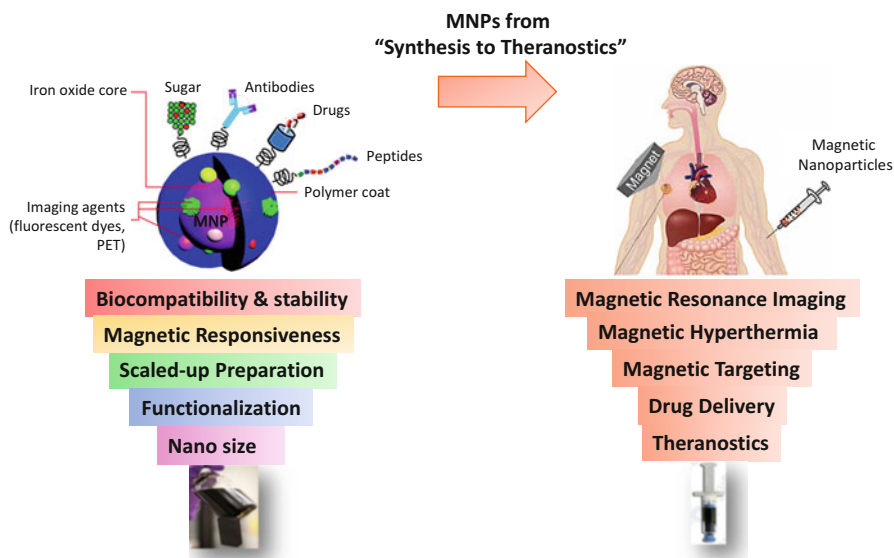 MNPs from
“Synthesis to Theranostics”
Iron oxide core
Sugar
Antibodies
Drugs
Peptides
Polymer coat
Imaging agents
(fluorescent dyes,
PET)
MNP
Magnet
Magnetic
Nanoparticles
Biocompatibility & stability
Magnetic Responsiveness
Scaled-up Preparation
Functionalization
Nano size
Magnetic Resonance Imaging
Magnetic Hyperthermia
Magnetic Targeting
Drug Delivery
Theranostics